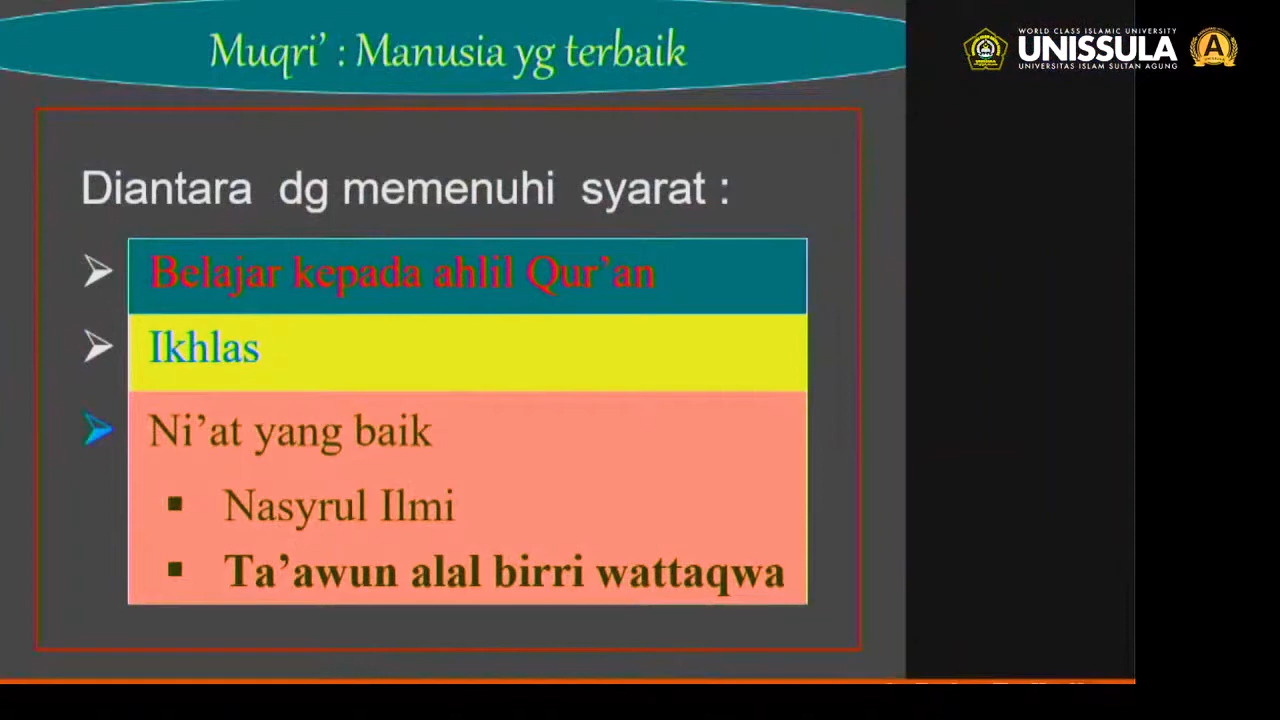 Muqri’ : Manusia yg terbaik
WORLD CLASS ISLAMIC UNIVERSITY
UNISSULA
UNIVERSITAS ISLAM SULTAN AGUNG
A
Diantara dg memenuhi syarat :
Belajar kepada ahlil Qur’an
Ikhlas
Ni’at yang baik
Nasyrul Ilmi
Ta’awun alal birri wattaqwa